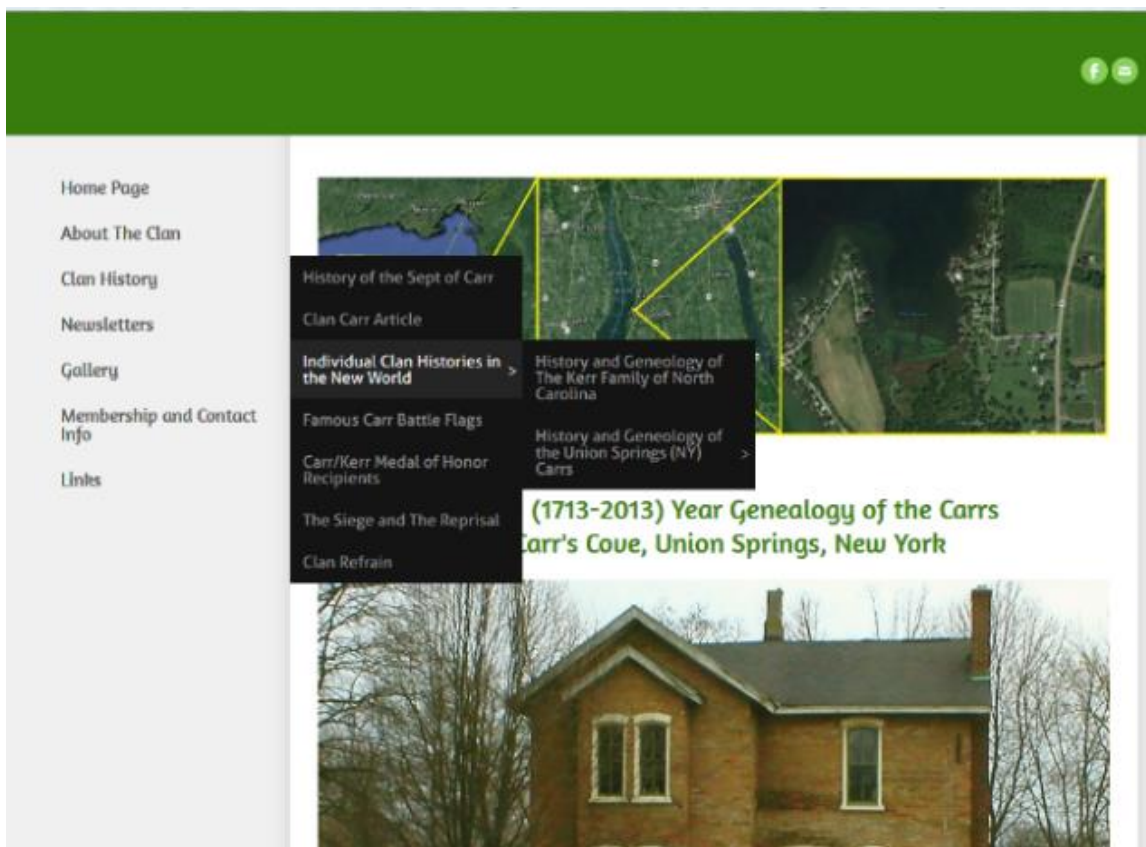 Home Page
About The Clan
Clan History
Newsletters
Gallery
Membership and Contact
Info
Links
History of the Sept of Carr
Clan Carr Article
Individual Clan Histories in
the New World >
Famous Carr Battle Flags
Carr/Kerr Medal of Honor
Recipients
The Siege and The Reprisal
Clan Refrain
History and Geneology of
The Kerr Family of North
Carolina
History and Geneology of
the Union Springs (NY) >
Carrs
(1713-2013) Year Genealogy of the Carrs
Carr's Cove, Union Springs, New York